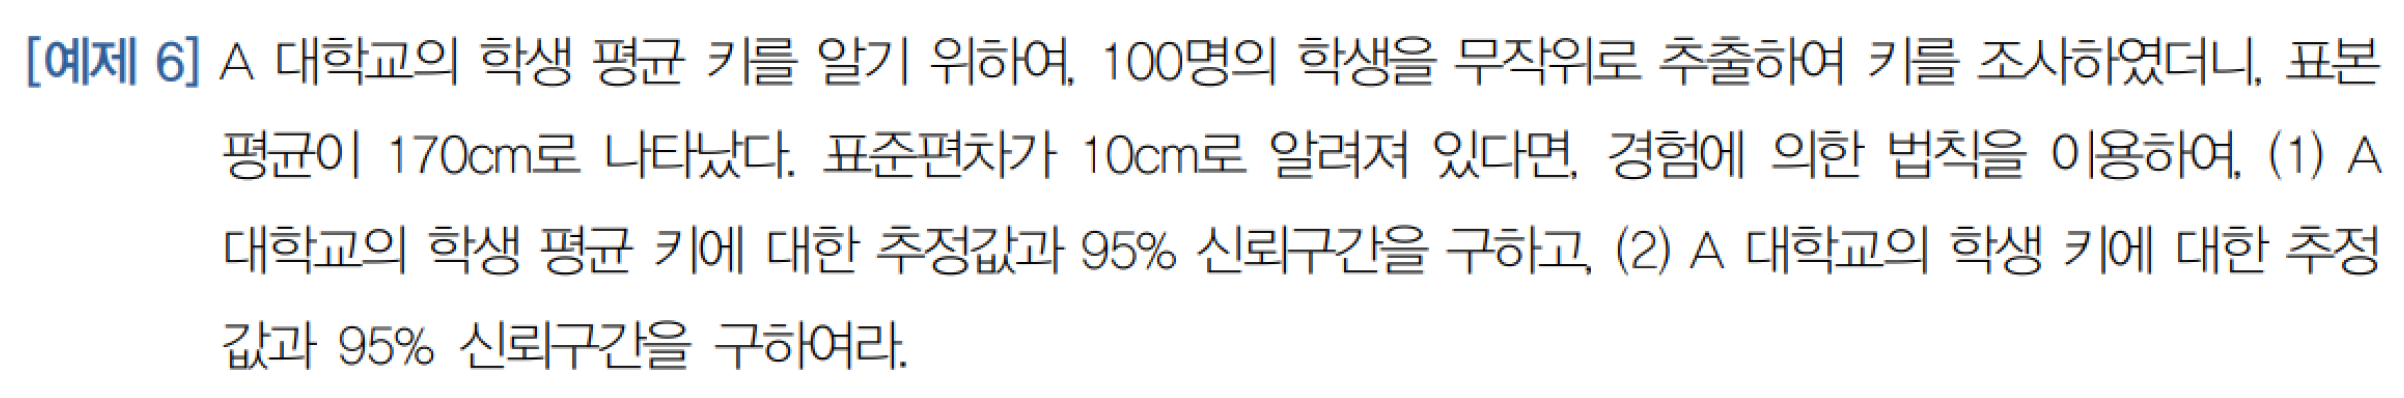 [예제 6] A 대학교의 학생 평균 키를 알기 위하여, 100명의 학생을 무작위로 추출하여 키를 조사하였더니, 표본
평균이 170cm로 나타났다. 표준편차가 10cm로 알려져 있다면, 경험에 의한 법칙을 이용하여, (1) A
대학교의 학생 평균 키에 대한 추정값과 95% 신뢰구간을 구하고, (2) A 대학교의 학생 키에 대한 추정
값과 95% 신뢰구간을 구하여라.